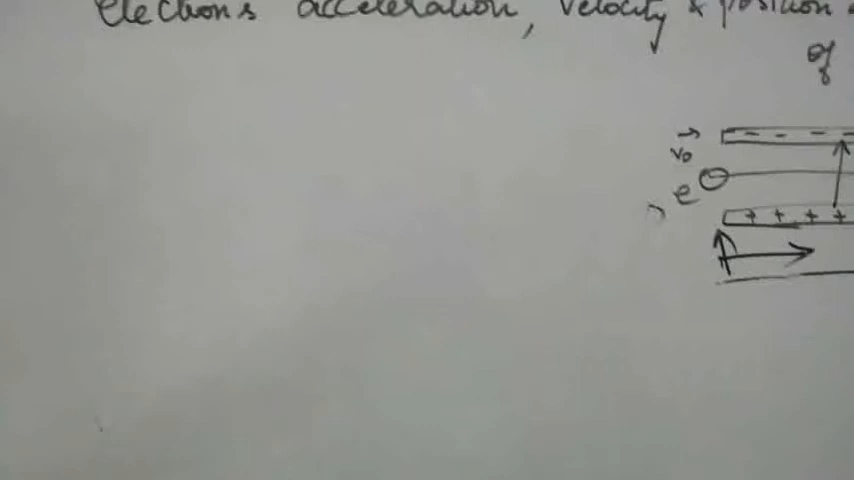 electrons acceleration, velocity & position
of
v₀
e
- - - -
+ + + +